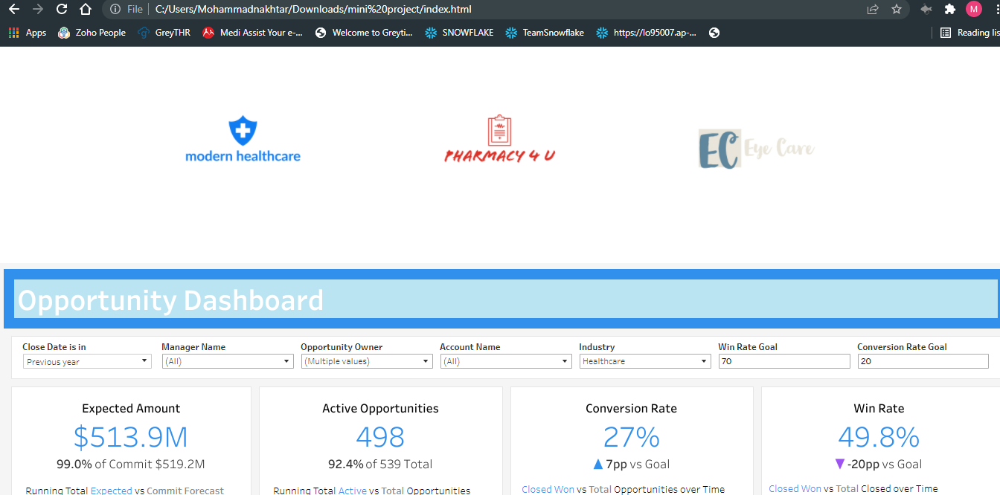 File C:/Users/Mohammadnakhtar/Downloads/mini%20project/index.html M
Apps Zoho People GreyTHR Medi Assist Your e-... Welcome to Greyti... SNOWFLAKE TeamSnowflake https://lo95007.ap-... Reading lis
modern healthcare
PHARMACY 4 U
EC Eye Care
Opportunity Dashboard
Close Date is in Manager Name Opportunity Owner Account Name Industry Win Rate Goal Conversion Rate Goal
Previous year (All) (Multiple values) (All) Healthcare 70 20
Expected Amount Active Opportunities Conversion Rate Win Rate
$513.9M 498 27% 49.8%
99.0% of Commit $519.2M 92.4% of 539 Total ▲ 7pp vs Goal ▼ -20pp vs Goal
Running Total Expected vs Commit Forecast Running Total Active vs Total Opportunities Closed Won vs Total Opportunities over Time Closed Won vs Total Closed over Time